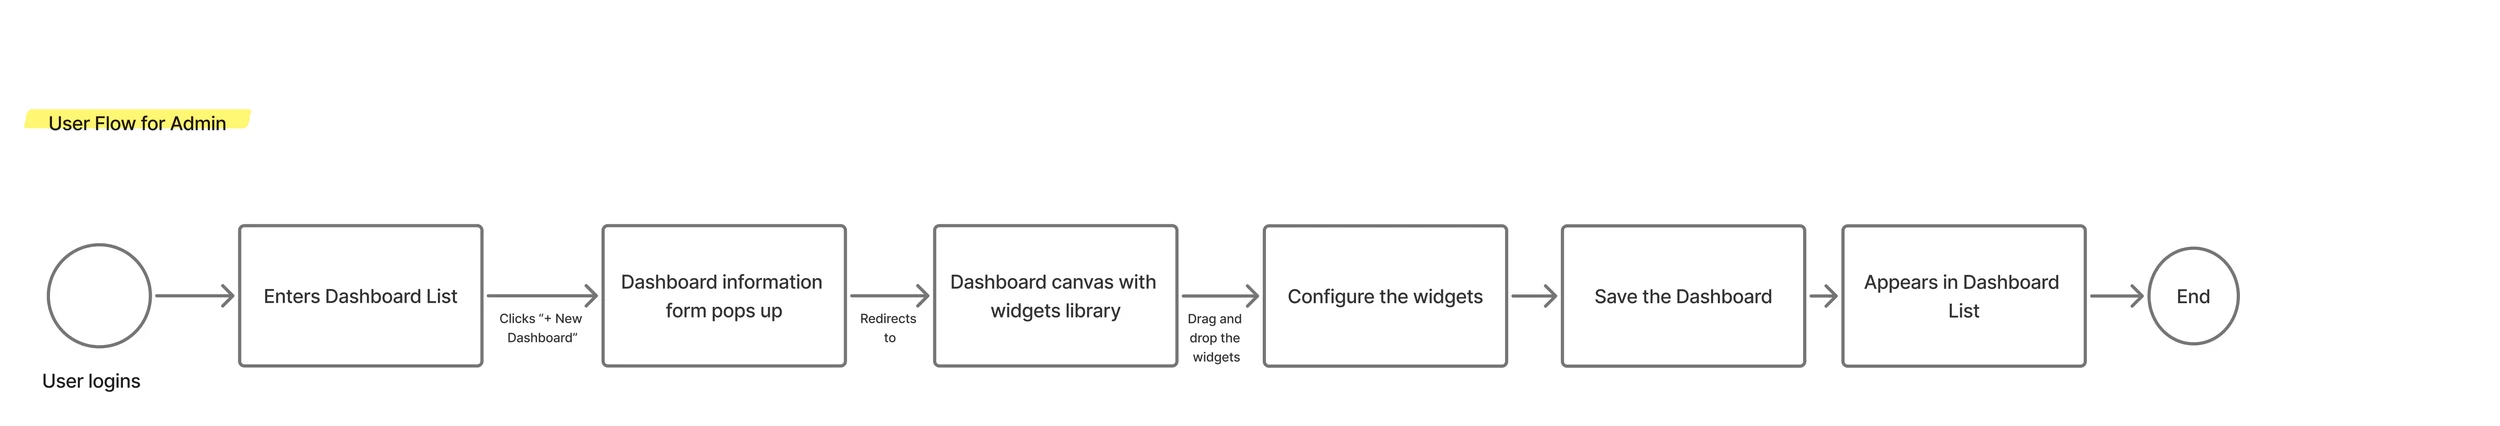 User Flow for Admin
User logins
Enters Dashboard List
Clicks “+ New
Dashboard”
Dashboard information
form pops up
Redirects
to
Dashboard canvas with
widgets library
Drag and
drop the
widgets
Configure the widgets
Save the Dashboard
Appears in Dashboard
List
End